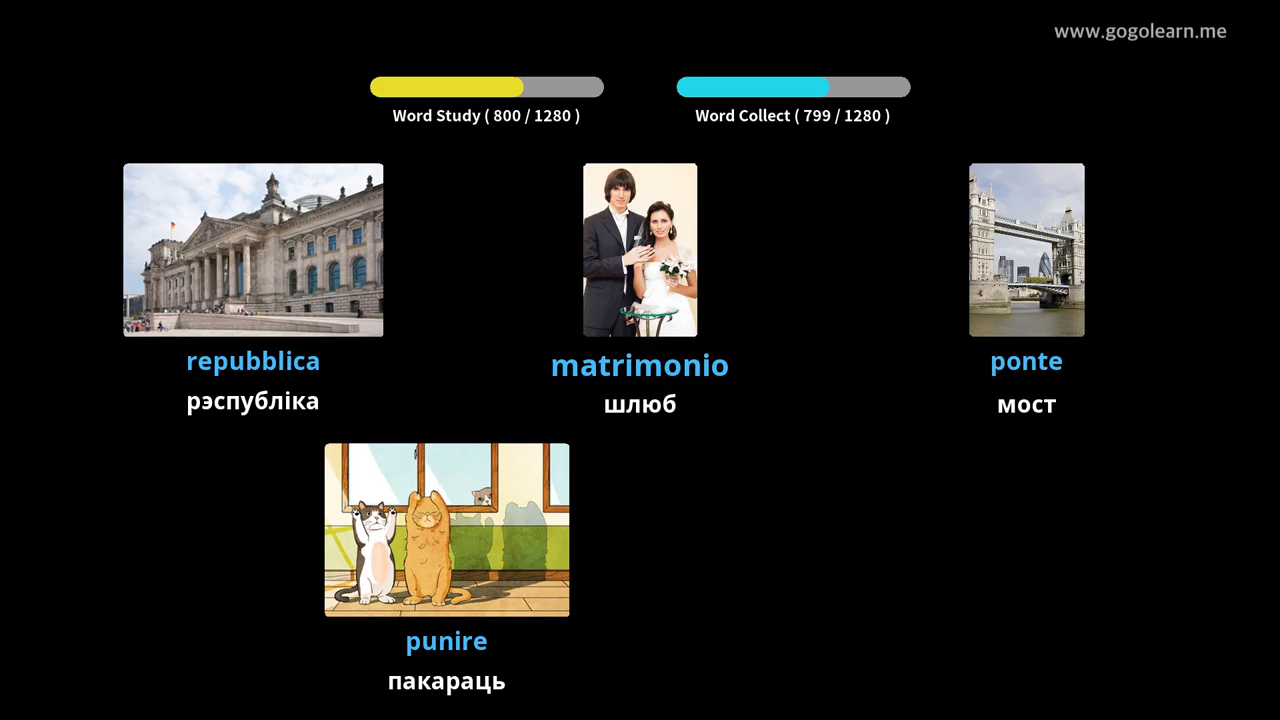 www.gogolearn.me
Word Study ( 800 / 1280 )
Word Collect ( 799 / 1280 )
repubblica
matrimonio
ponte
рэспубліка
шлюб
мост
punire
пакараць